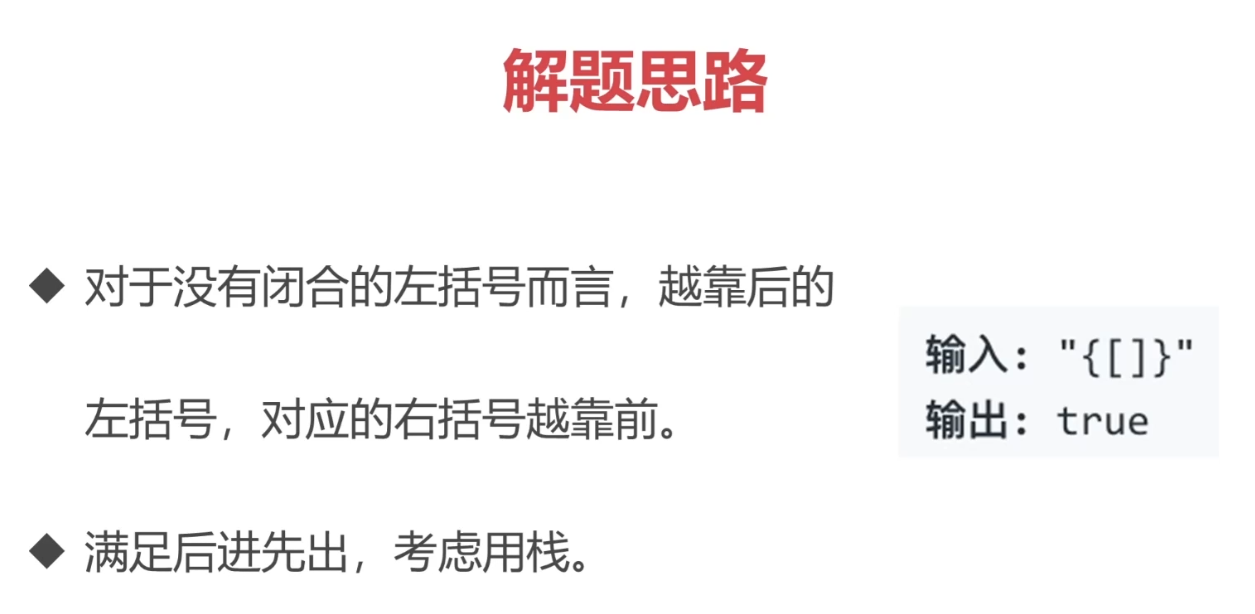 解题思路
◆ 对于没有闭合的左括号而言，越靠后的
左括号，对应的右括号越靠前。
◆ 满足后进先出，考虑用栈。
输入: "{[]}"
输出: true